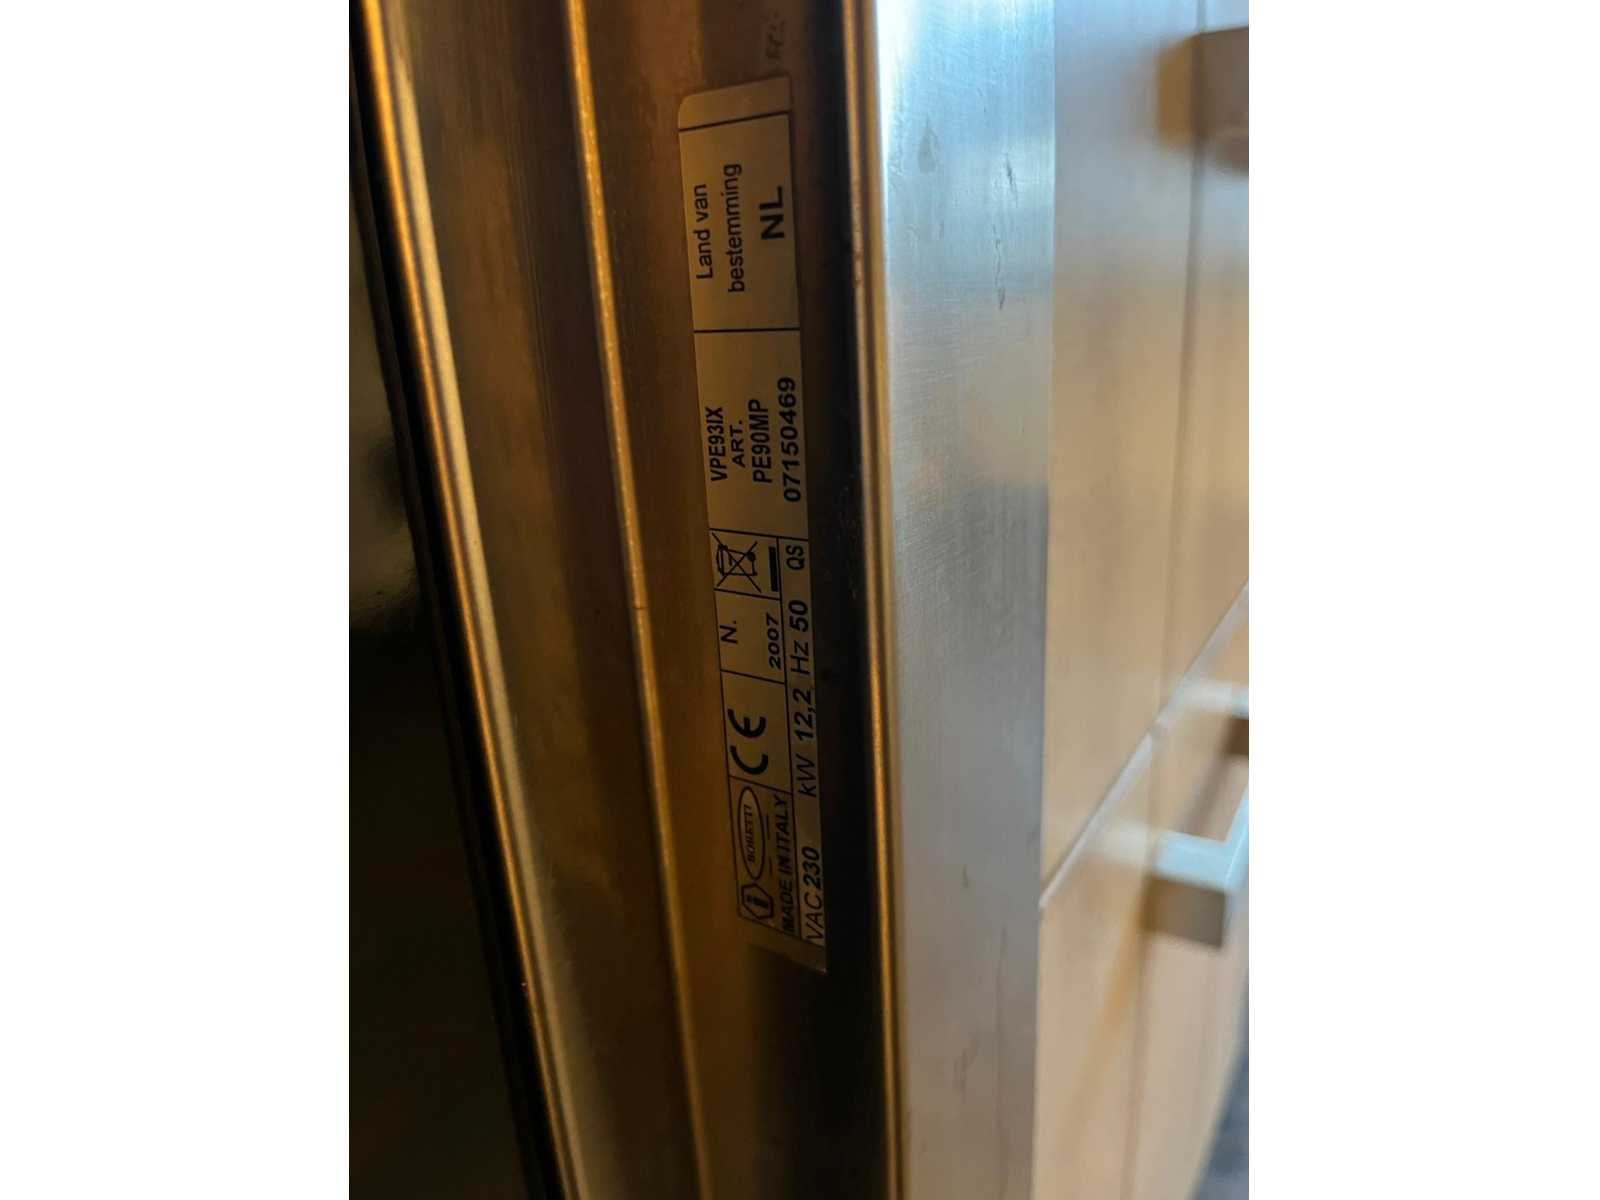 BORETTI
MADE IN ITALY
CE
N.
2007
VAC 230 kW 12,2 Hz 50 QS
VPE93IX
ART.
PE90MP
07150469
Land van
bestemming
NL